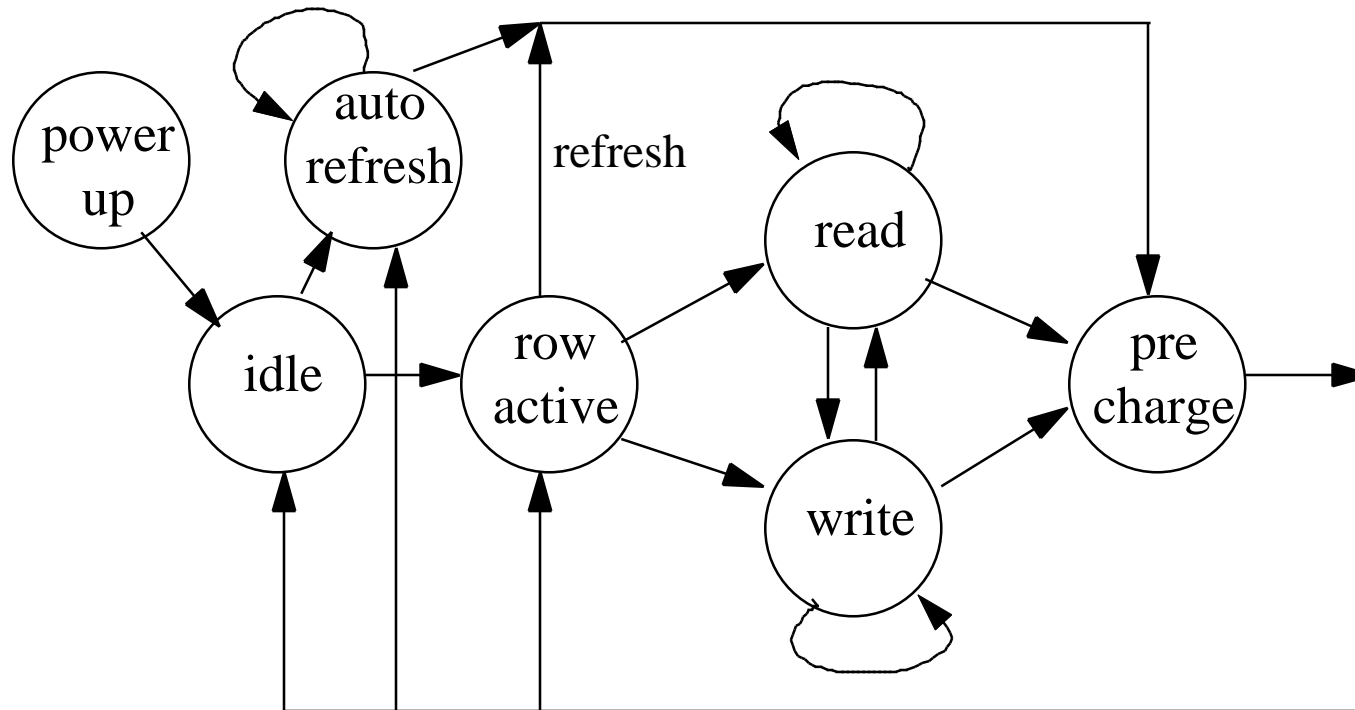 power
up
auto
refresh
refresh
idle
row
active
read
write
pre
charge